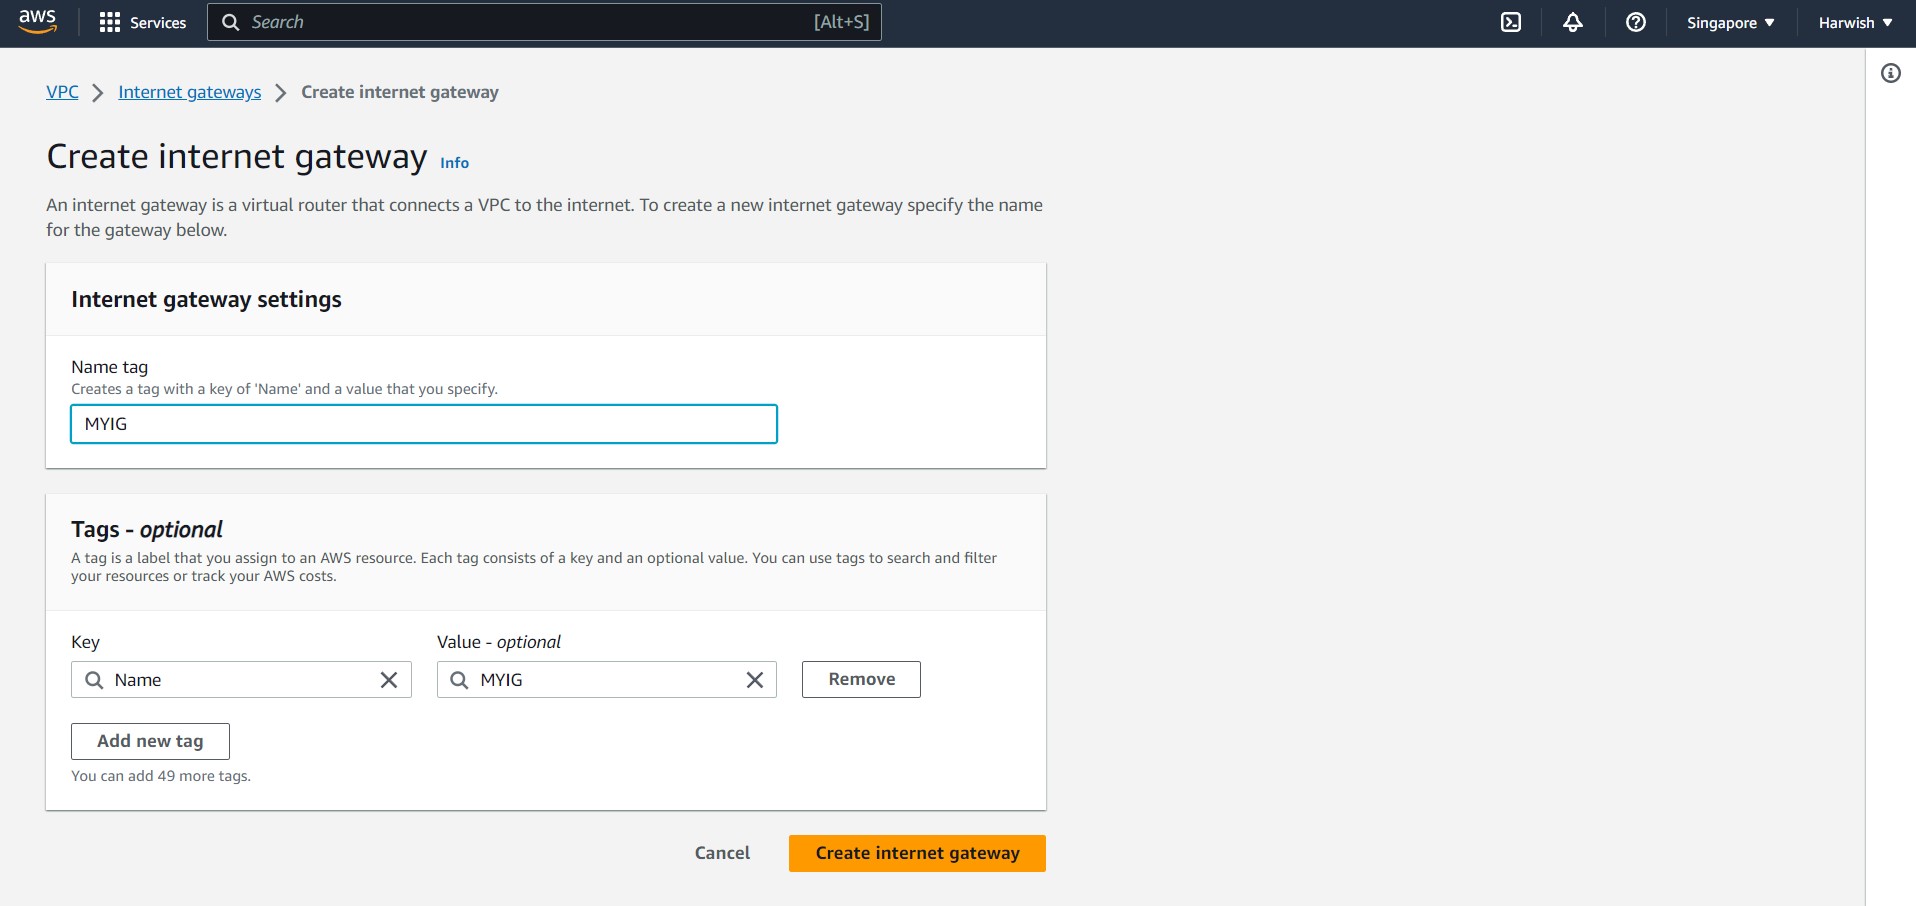 aws
Services
Search
[Alt+S]
Singapore
Harwish
VPC
Internet gateways
Create internet gateway
Create internet gateway Info
An internet gateway is a virtual router that connects a VPC to the internet. To create a new internet gateway specify the name
for the gateway below.
Internet gateway settings
Name tag
Creates a tag with a key of 'Name' and a value that you specify.
MYIG
Tags - optional
A tag is a label that you assign to an AWS resource. Each tag consists of a key and an optional value. You can use tags to search and filter
your resources or track your AWS costs.
Key
Value - optional
Name
MYIG
Remove
Add new tag
You can add 49 more tags.
Cancel
Create internet gateway